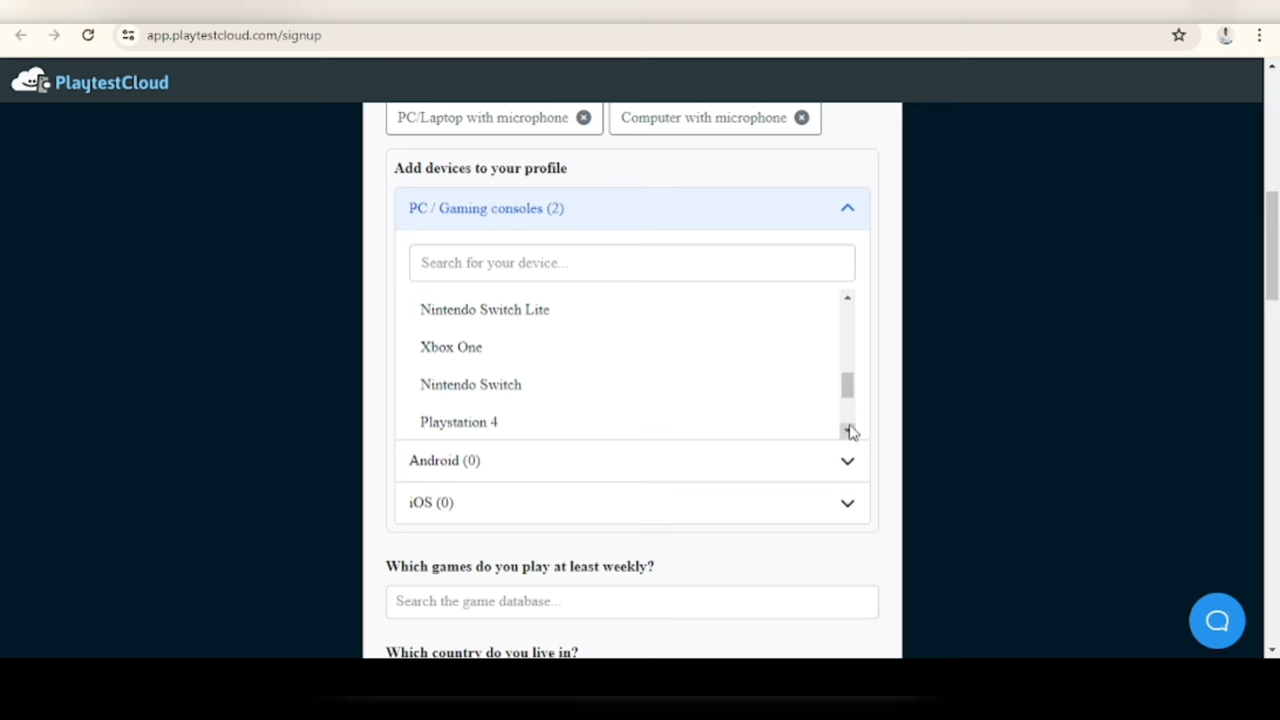 app.playtestcloud.com/signup
PlaytestCloud
PC/Laptop with microphone Computer with microphone
Add devices to your profile
PC / Gaming consoles (2)
Search for your device...
Nintendo Switch Lite
Xbox One
Nintendo Switch
Playstation 4
Android (0)
iOS (0)
Which games do you play at least weekly?
Search the game database...
Which country do you live in?